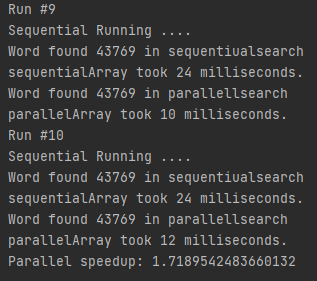 Run #9
Sequential Running ....
Word found 43769 in sequentiualsearch
sequentialArray took 24 milliseconds.
Word found 43769 in parallellsearch
parallelArray took 10 milliseconds.
Run #10
Sequential Running ....
Word found 43769 in sequentiualsearch
sequentialArray took 24 milliseconds.
Word found 43769 in parallellsearch
parallelArray took 12 milliseconds.
Parallel speedup: 1.7189542483660132